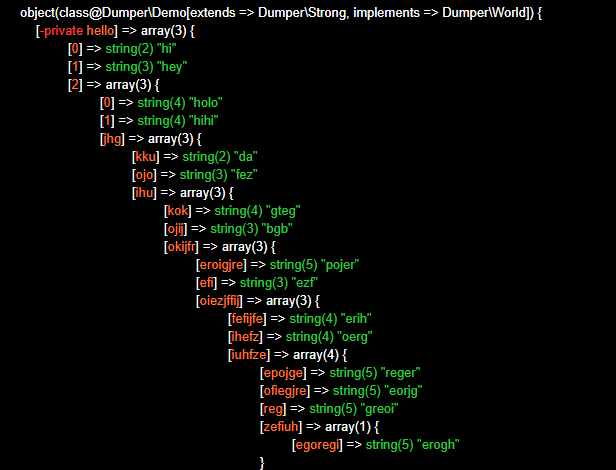 object(class@Dumper\Demo[extends => Dumper\Strong, implements => Dumper\World]) {
[-private hello] => array(3) {
[0] => string(2) "hi"
[1] => string(3) "hey"
[2] => array(3) {
[0] => string(4) "holo"
[1] => string(4) "hihi"
[jhg] => array(3) {
[kku] => string(2) "da"
[ojo] => string(3) "fez"
[ihu] => array(3) {
[kok] => string(4) "gteg"
[ojij] => string(3) "bgb"
[okijfr] => array(3) {
[eroigjre] => string(5) "pojer"
[efi] => string(3) "ezf"
[oiezjffij] => array(3) {
[fefijfe] => string(4) "erih"
[ihefz] => string(4) "oerg"
[iuhfze] => array(4) {
[epojge] => string(5) "reger"
[ofiegjre] => string(5) "eorjg"
[reg] => string(5) "greoi"
[zefiuh] => array(1) {
[egoregi] => string(5) "erogh"
}